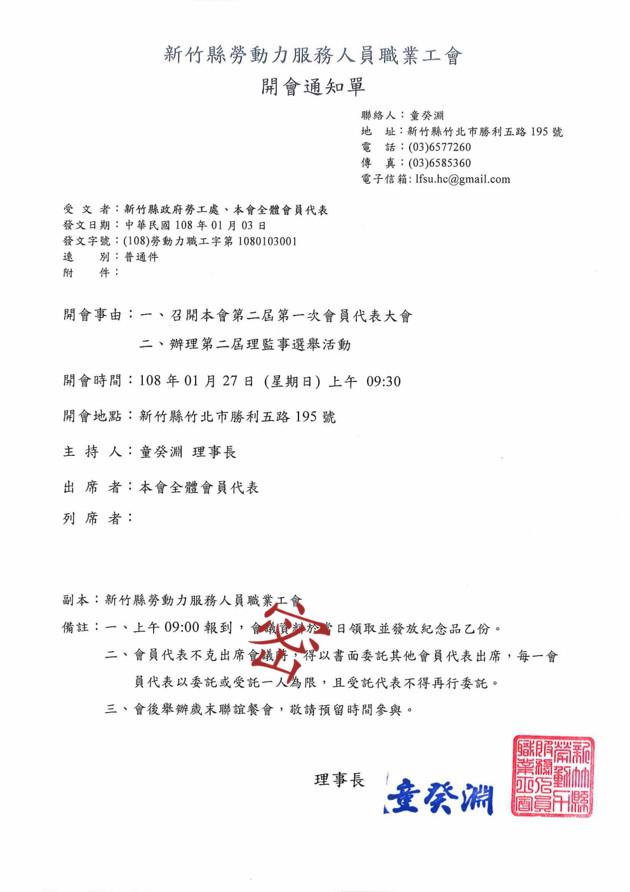 新竹縣勞動力服務人員職業工會
開會通知單
聯絡人：童癸淵
地　址：新竹縣竹北市勝利五路 195 號
電　話：(03)6577260
傳　真：(03)6585360
電子信箱: lfsu.hc@gmail.com
受 文 者：新竹縣政府勞工處、本會全體會員代表
發文日期：中華民國 108 年 01 月 03 日
發文字號：(108)勞動力職工字第 1080103001
速　　別：普通件
附　　件：
開會事由：一、召開本會第二屆第一次會員代表大會
二、辦理第二屆理監事選舉活動
開會時間：108 年 01 月 27 日 (星期日) 上午 09:30
開會地點：新竹縣竹北市勝利五路 195 號
主 持 人：童癸淵 理事長
出 席 者：本會全體會員代表
列 席 者：
副本：新竹縣勞動力服務人員職業工會
備註：一、上午 09:00 報到，會議資料於當日領取並發放紀念品乙份。
密
二、會員代表不克出席會議時，得以書面委託其他會員代表出席，每一會
員代表以委託或受託一人為限，且受託代表不得再行委託。
三、會後舉辦歲末聯誼餐會，敬請預留時間參與。
理事長
童癸淵
新竹縣
勞動力
服務人員
職業工會